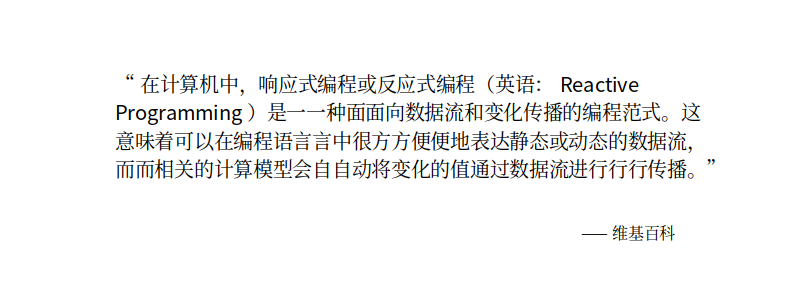 “ 在计算机中，响应式编程或反应式编程（英语： Reactive
Programming ）是一一种面面向数据流和变化传播的编程范式。这
意味着可以在编程语言言中很方方便便地表达静态或动态的数据流，
而而相关的计算模型会自自动将变化的值通过数据流进行行行传播。”
—— 维基百科